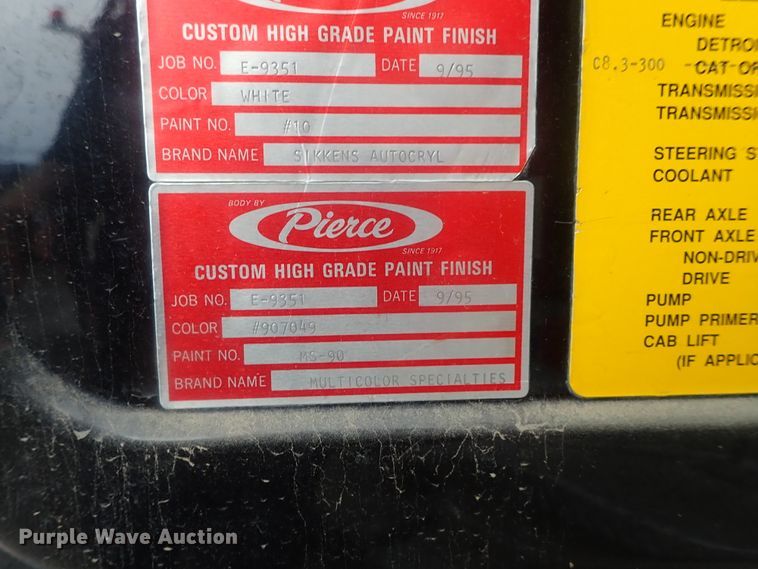 SINCE 1917
CUSTOM HIGH GRADE PAINT FINISH
JOB NO. E-9351 DATE 9/95
COLOR WHITE
PAINT NO. #10
BRAND NAME SIKKENS AUTOCRYL
BODY BY
Pierce
SINCE 1917
CUSTOM HIGH GRADE PAINT FINISH
JOB NO. E-9351 DATE 9/95
COLOR #907049
PAINT NO. MS-90
BRAND NAME MULTICOLOR SPECIALTIES
ENGINE
DETRO
C8.3-300 CAT OR
TRANSMISSI
TRANSMISSI
STEERING S
COOLANT
REAR AXLE
FRONT AXLE
NON-DRIV
DRIVE
PUMP
PUMP PRIMER
CAB LIFT
(IF APPLIC
Purple Wave Auction